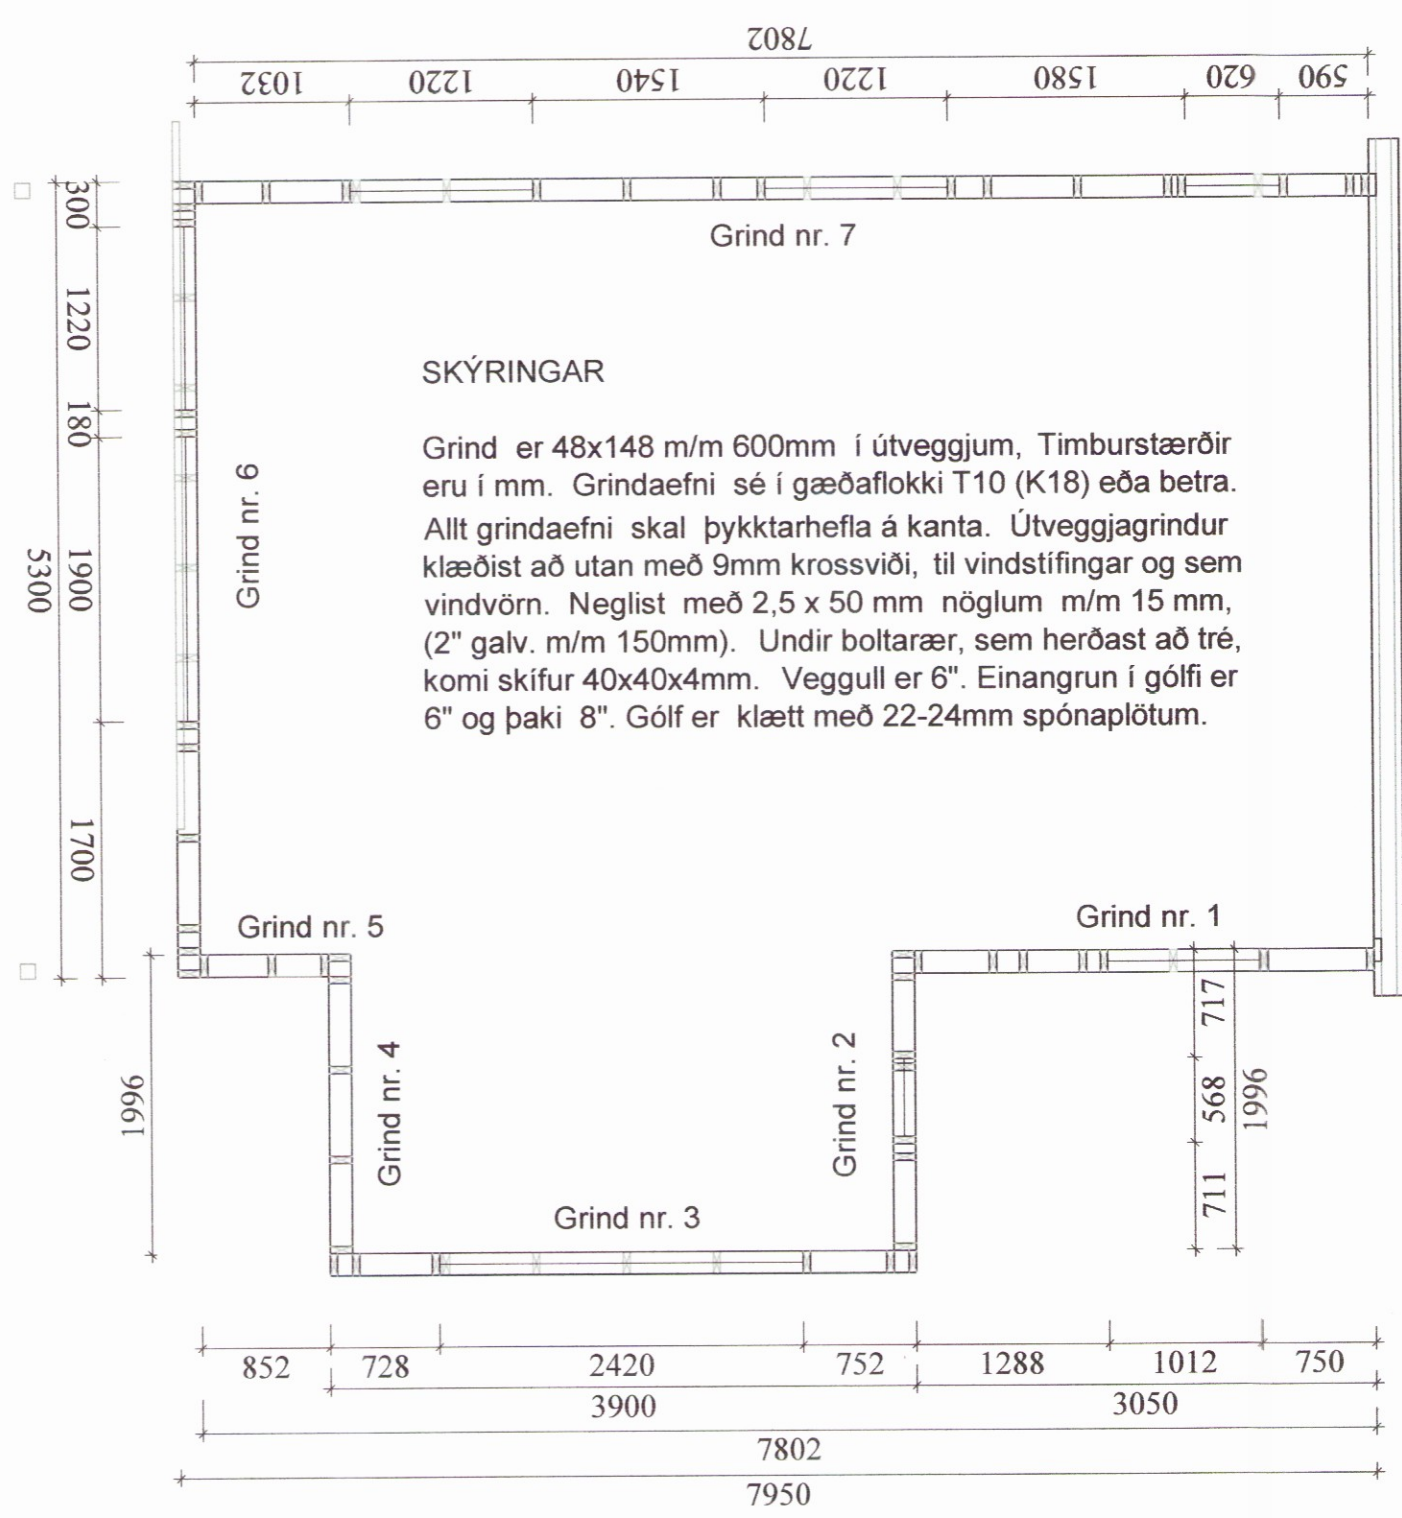 7802
1032 1220 1540 1220 1580 620 590
300
1220
180
1900
1700
5300
Grind nr. 7
Grind nr. 6
SKÝRINGAR
Grind er 48x148 m/m 600mm í útveggjum, Timburstærðir
eru í mm. Grindaefni sé í gæðaflokki T10 (K18) eða betra.
Allt grindaefni skal þykktarhefla á kanta. Útveggjagrindur
klæðist að utan með 9mm krossviði, til vindstífingar og sem
vindvörn. Neglist með 2,5 x 50 mm nöglum m/m 15 mm,
(2" galv. m/m 150mm). Undir boltarær, sem herðast að tré,
komi skífur 40x40x4mm. Veggull er 6". Einangrun í gólfi er
6" og þaki 8". Gólf er klætt með 22-24mm spónaplötum.
Grind nr. 5
Grind nr. 1
1996
Grind nr. 4
Grind nr. 2
717
568
711
1996
Grind nr. 3
852 728 2420 752 1288 1012 750
3900 3050
7802
7950